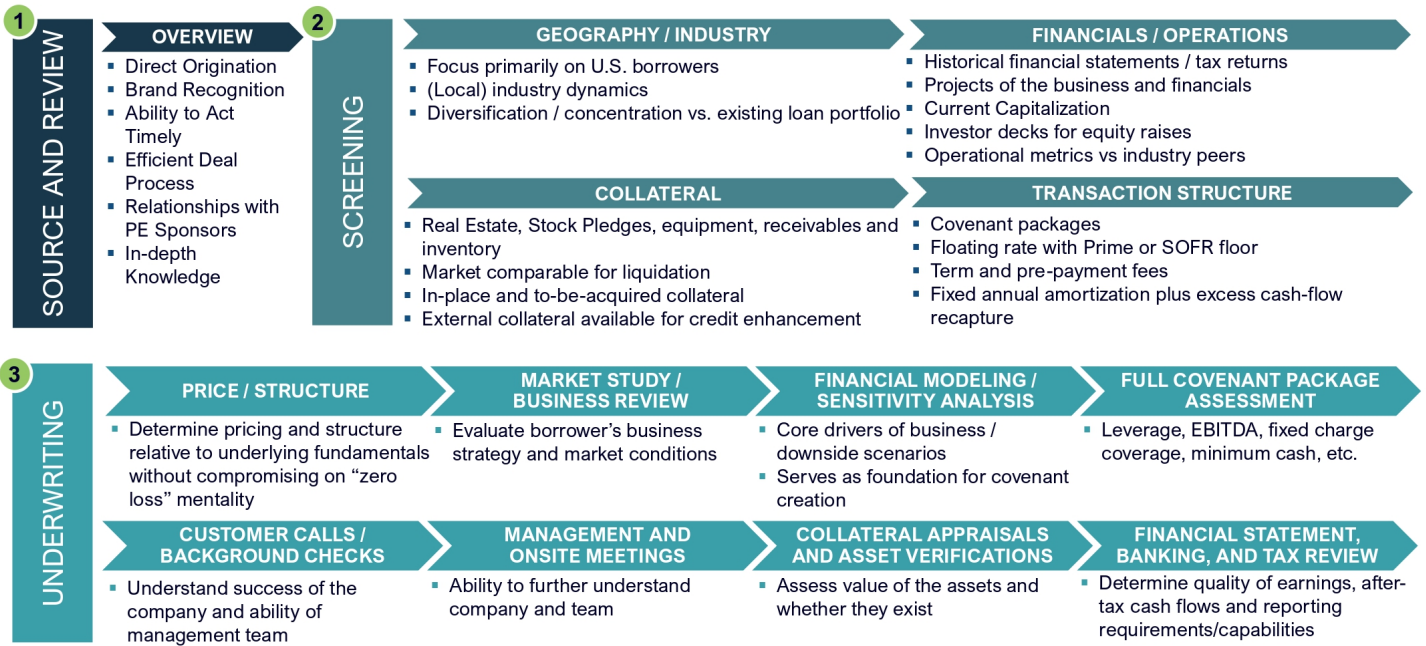 1
SOURCE AND REVIEW
OVERVIEW
▪ Direct Origination
▪ Brand Recognition
▪ Ability to Act
Timely
▪ Efficient Deal
Process
▪ Relationships with
PE Sponsors
▪ In-depth
Knowledge
2
SCREENING
GEOGRAPHY / INDUSTRY
▪ Focus primarily on U.S. borrowers
▪ (Local) industry dynamics
▪ Diversification / concentration vs. existing loan portfolio
FINANCIALS / OPERATIONS
▪ Historical financial statements / tax returns
▪ Projects of the business and financials
▪ Current Capitalization
▪ Investor decks for equity raises
▪ Operational metrics vs industry peers
COLLATERAL
▪ Real Estate, Stock Pledges, equipment, receivables and
inventory
▪ Market comparable for liquidation
▪ In-place and to-be-acquired collateral
▪ External collateral available for credit enhancement
TRANSACTION STRUCTURE
▪ Covenant packages
▪ Floating rate with Prime or SOFR floor
▪ Term and pre-payment fees
▪ Fixed annual amortization plus excess cash-flow
recapture
3
UNDERWRITING
PRICE / STRUCTURE
▪ Determine pricing and structure
relative to underlying fundamentals
without compromising on “zero
loss” mentality
MARKET STUDY /
BUSINESS REVIEW
▪ Evaluate borrower’s business
strategy and market conditions
FINANCIAL MODELING /
SENSITIVITY ANALYSIS
▪ Core drivers of business /
downside scenarios
▪ Serves as foundation for covenant
creation
FULL COVENANT PACKAGE
ASSESSMENT
▪ Leverage, EBITDA, fixed charge
coverage, minimum cash, etc.
CUSTOMER CALLS /
BACKGROUND CHECKS
▪ Understand success of the
company and ability of
management team
MANAGEMENT AND
ONSITE MEETINGS
▪ Ability to further understand
company and team
COLLATERAL APPRAISALS
AND ASSET VERIFICATIONS
▪ Assess value of the assets and
whether they exist
FINANCIAL STATEMENT,
BANKING, AND TAX REVIEW
▪ Determine quality of earnings, after-
tax cash flows and reporting
requirements/capabilities